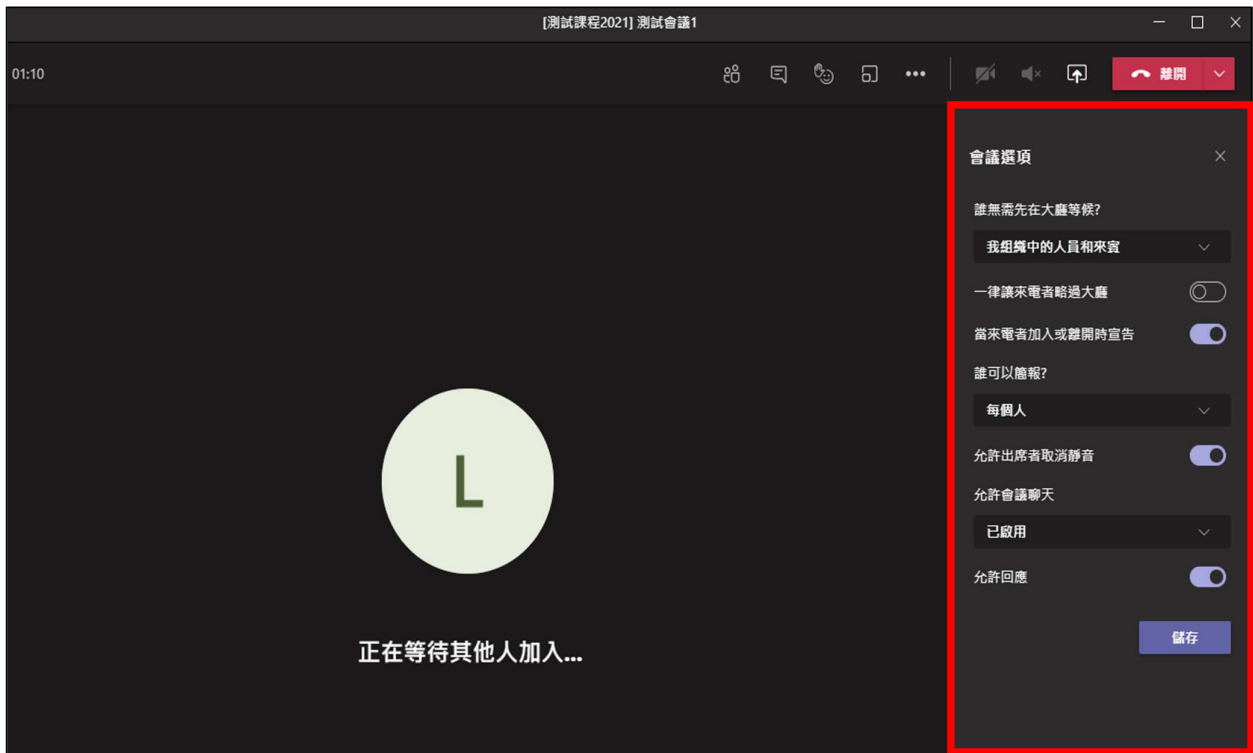 [測試課程2021] 測試會議1
01:10
離開
會議選項
誰無需先在大廳等候?
我組織中的人員和來賓
一律讓來電者略過大廳
當來電者加入或離開時宣告
誰可以簡報?
每個人
允許出席者取消靜音
允許會議聊天
已啟用
允許回應
儲存
L
正在等待其他人加入...